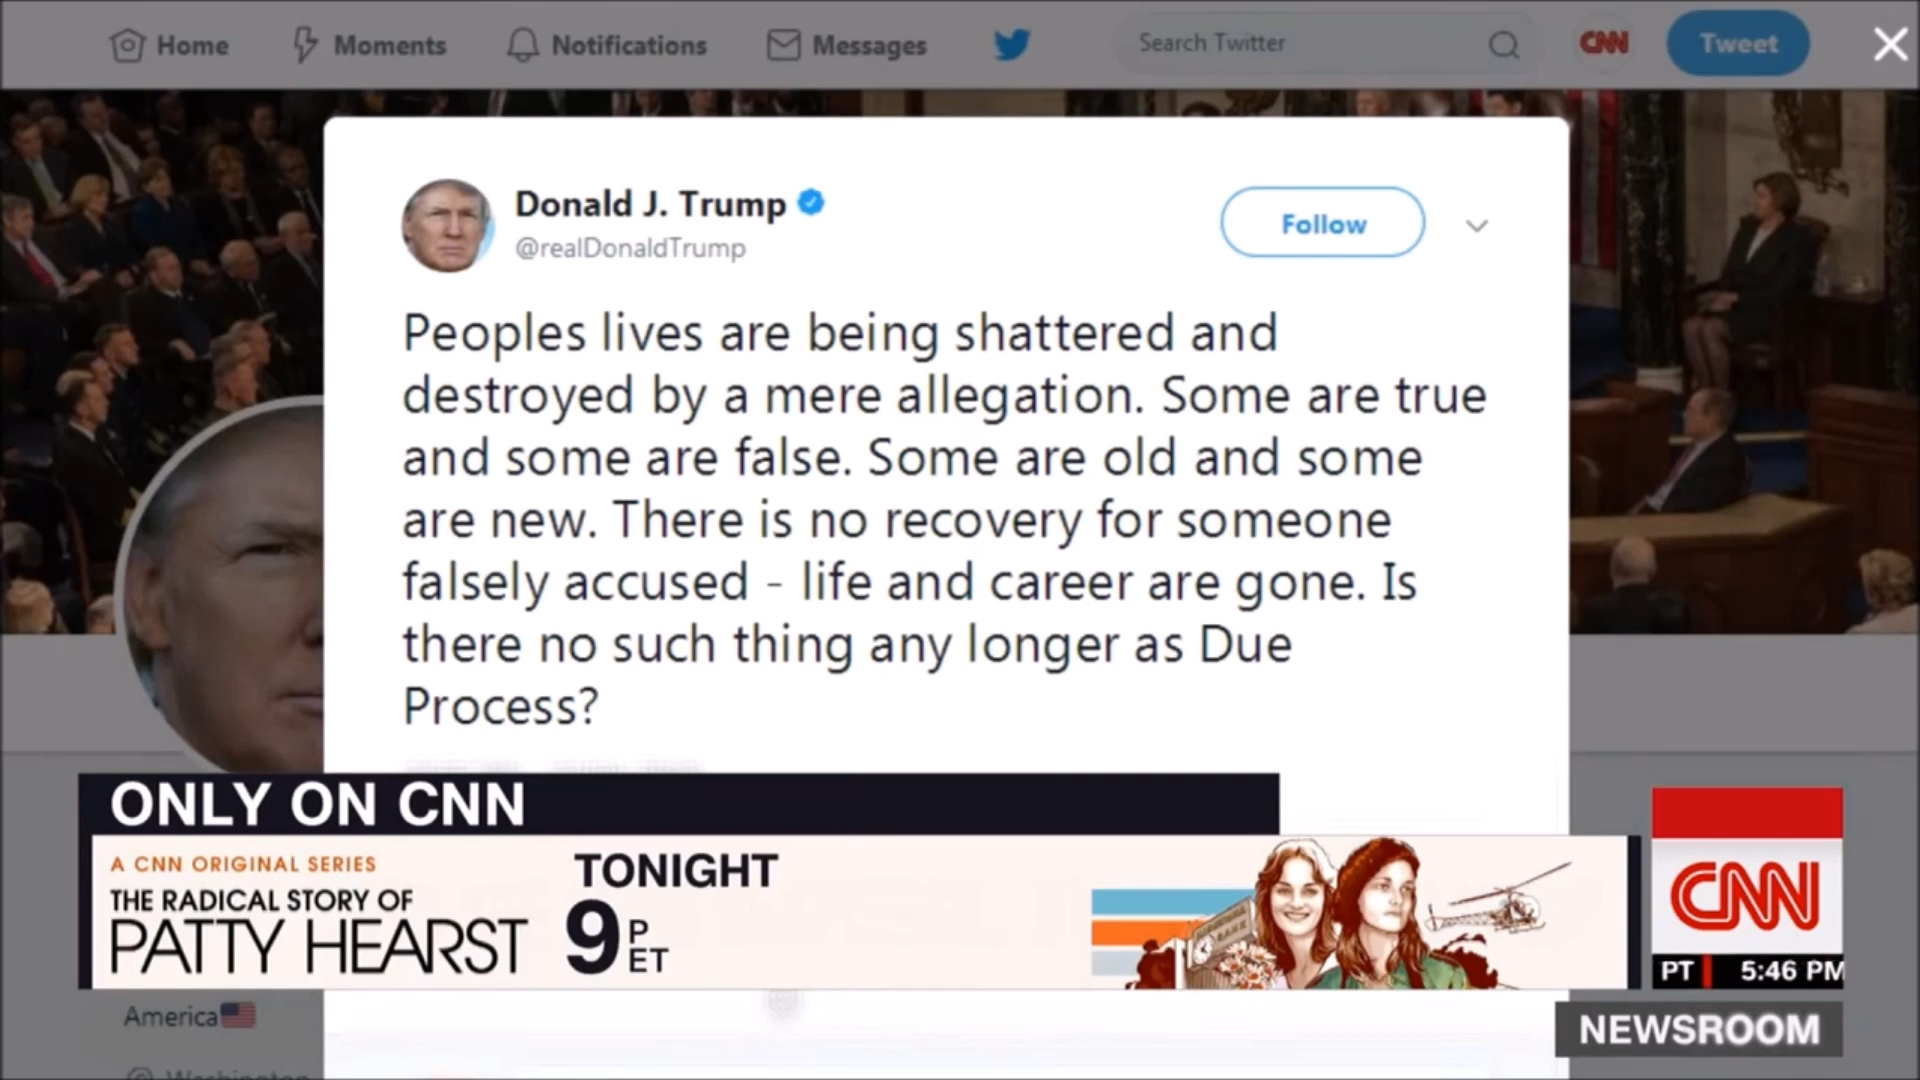 Home Moments Notifications Messages Search Twitter CNN Tweet
Donald J. Trump
@realDonaldTrump
Follow
Peoples lives are being shattered and
destroyed by a mere allegation. Some are true
and some are false. Some are old and some
are new. There is no recovery for someone
falsely accused - life and career are gone. Is
there no such thing any longer as Due
Process?
ONLY ON CNN
A CNN ORIGINAL SERIES
THE RADICAL STORY OF
PATTY HEARST
TONIGHT
9 P
ET
CNN
PT 5:46 PM
America
Washington
NEWSROOM